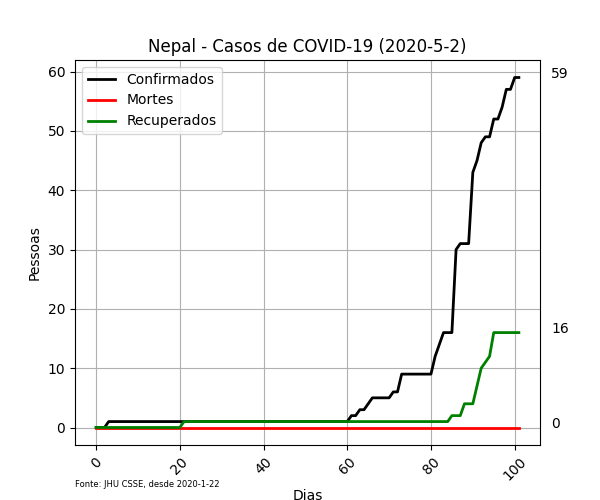 Nepal - Casos de COVID-19 (2020-5-2)
Confirmados
Mortes
Recuperados
Pessoas
60
50
40
30
20
10
0
59
16
0
0
20
40
60
80
100
Fonte: JHU CSSE, desde 2020-1-22
Dias